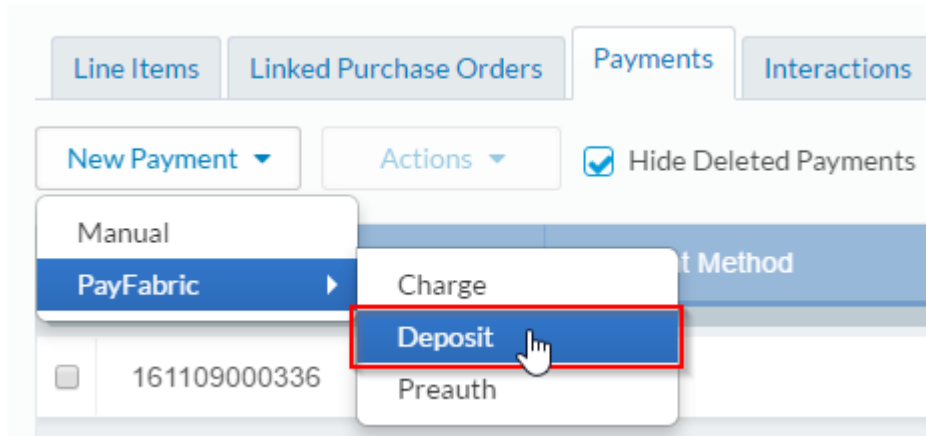 Line Items Linked Purchase Orders Payments Interactions
New Payment Actions Hide Deleted Payments
Manual
PayFabric
t Method
Charge
Deposit
161109000336
Preauth